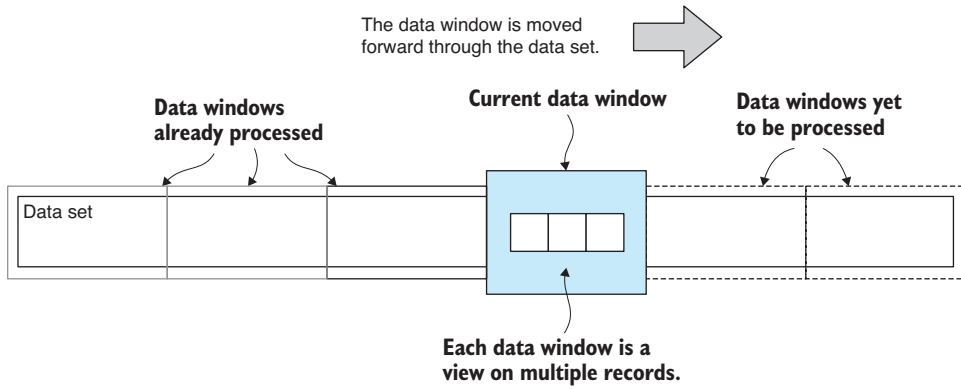 The data window is moved
forward through the data set.
Data windows
already processed
Current data window
Data windows yet
to be processed
Data set
Each data window is a
view on multiple records.